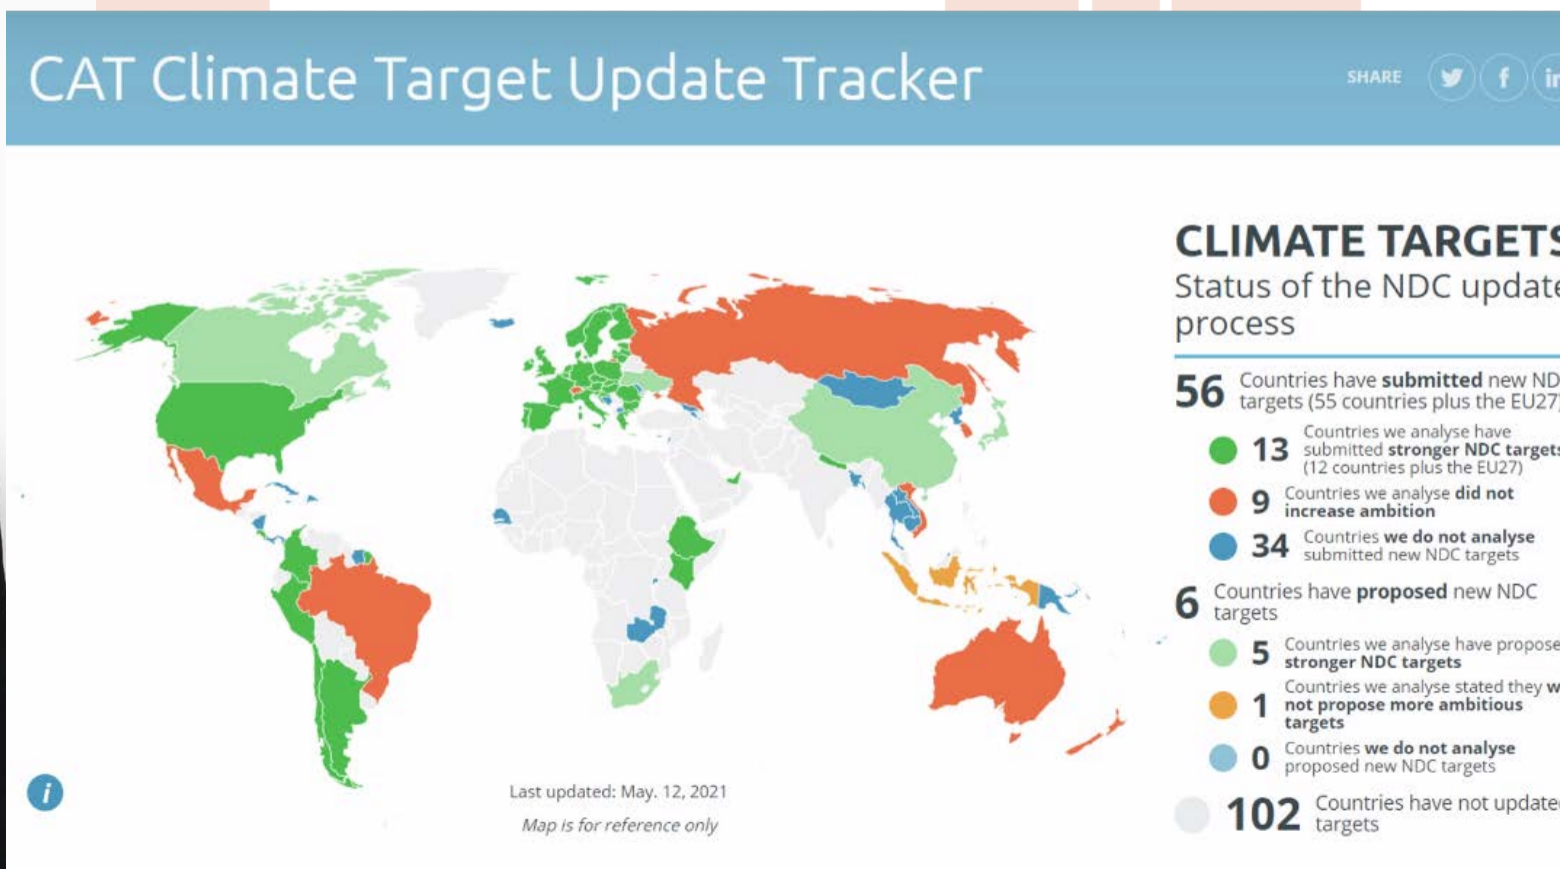 CAT Climate Target Update Tracker
SHARE
CLIMATE TARGETS
Status of the NDC update
process
56 Countries have submitted new ND
targets (55 countries plus the EU27)
13 Countries we analyse have
submitted stronger NDC targets
(12 countries plus the EU27)
9 Countries we analyse did not
increase ambition
34 Countries we do not analyse
submitted new NDC targets
6 Countries have proposed new NDC
targets
5 Countries we analyse have propose
stronger NDC targets
1 Countries we analyse stated they w
not propose more ambitious
targets
0 Countries we do not analyse
proposed new NDC targets
102 Countries have not updated
targets
Last updated: May. 12, 2021
Map is for reference only